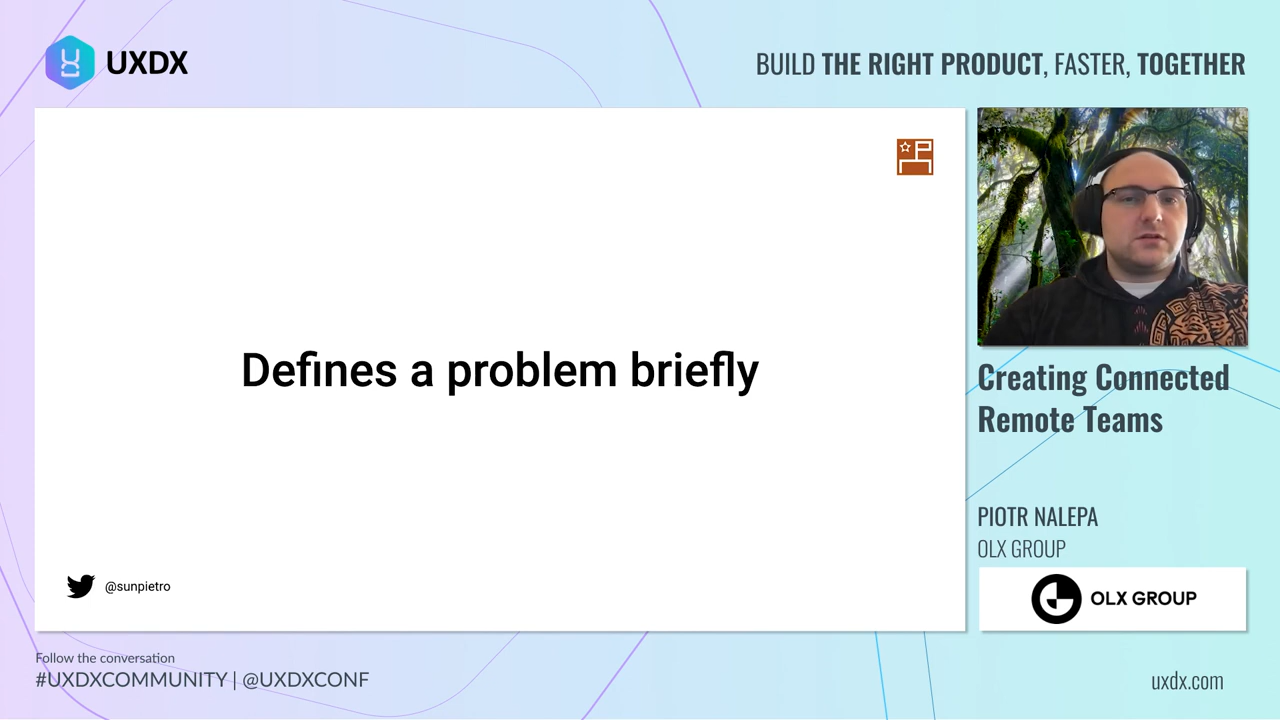 UXDX
BUILD THE RIGHT PRODUCT, FASTER, TOGETHER
Defines a problem briefly
@sunpietro
Creating Connected
Remote Teams
PIOTR NALEPA
OLX GROUP
OLX GROUP
Follow the conversation
#UXDXCOMMUNITY | @UXDXCONF
uxdx.com